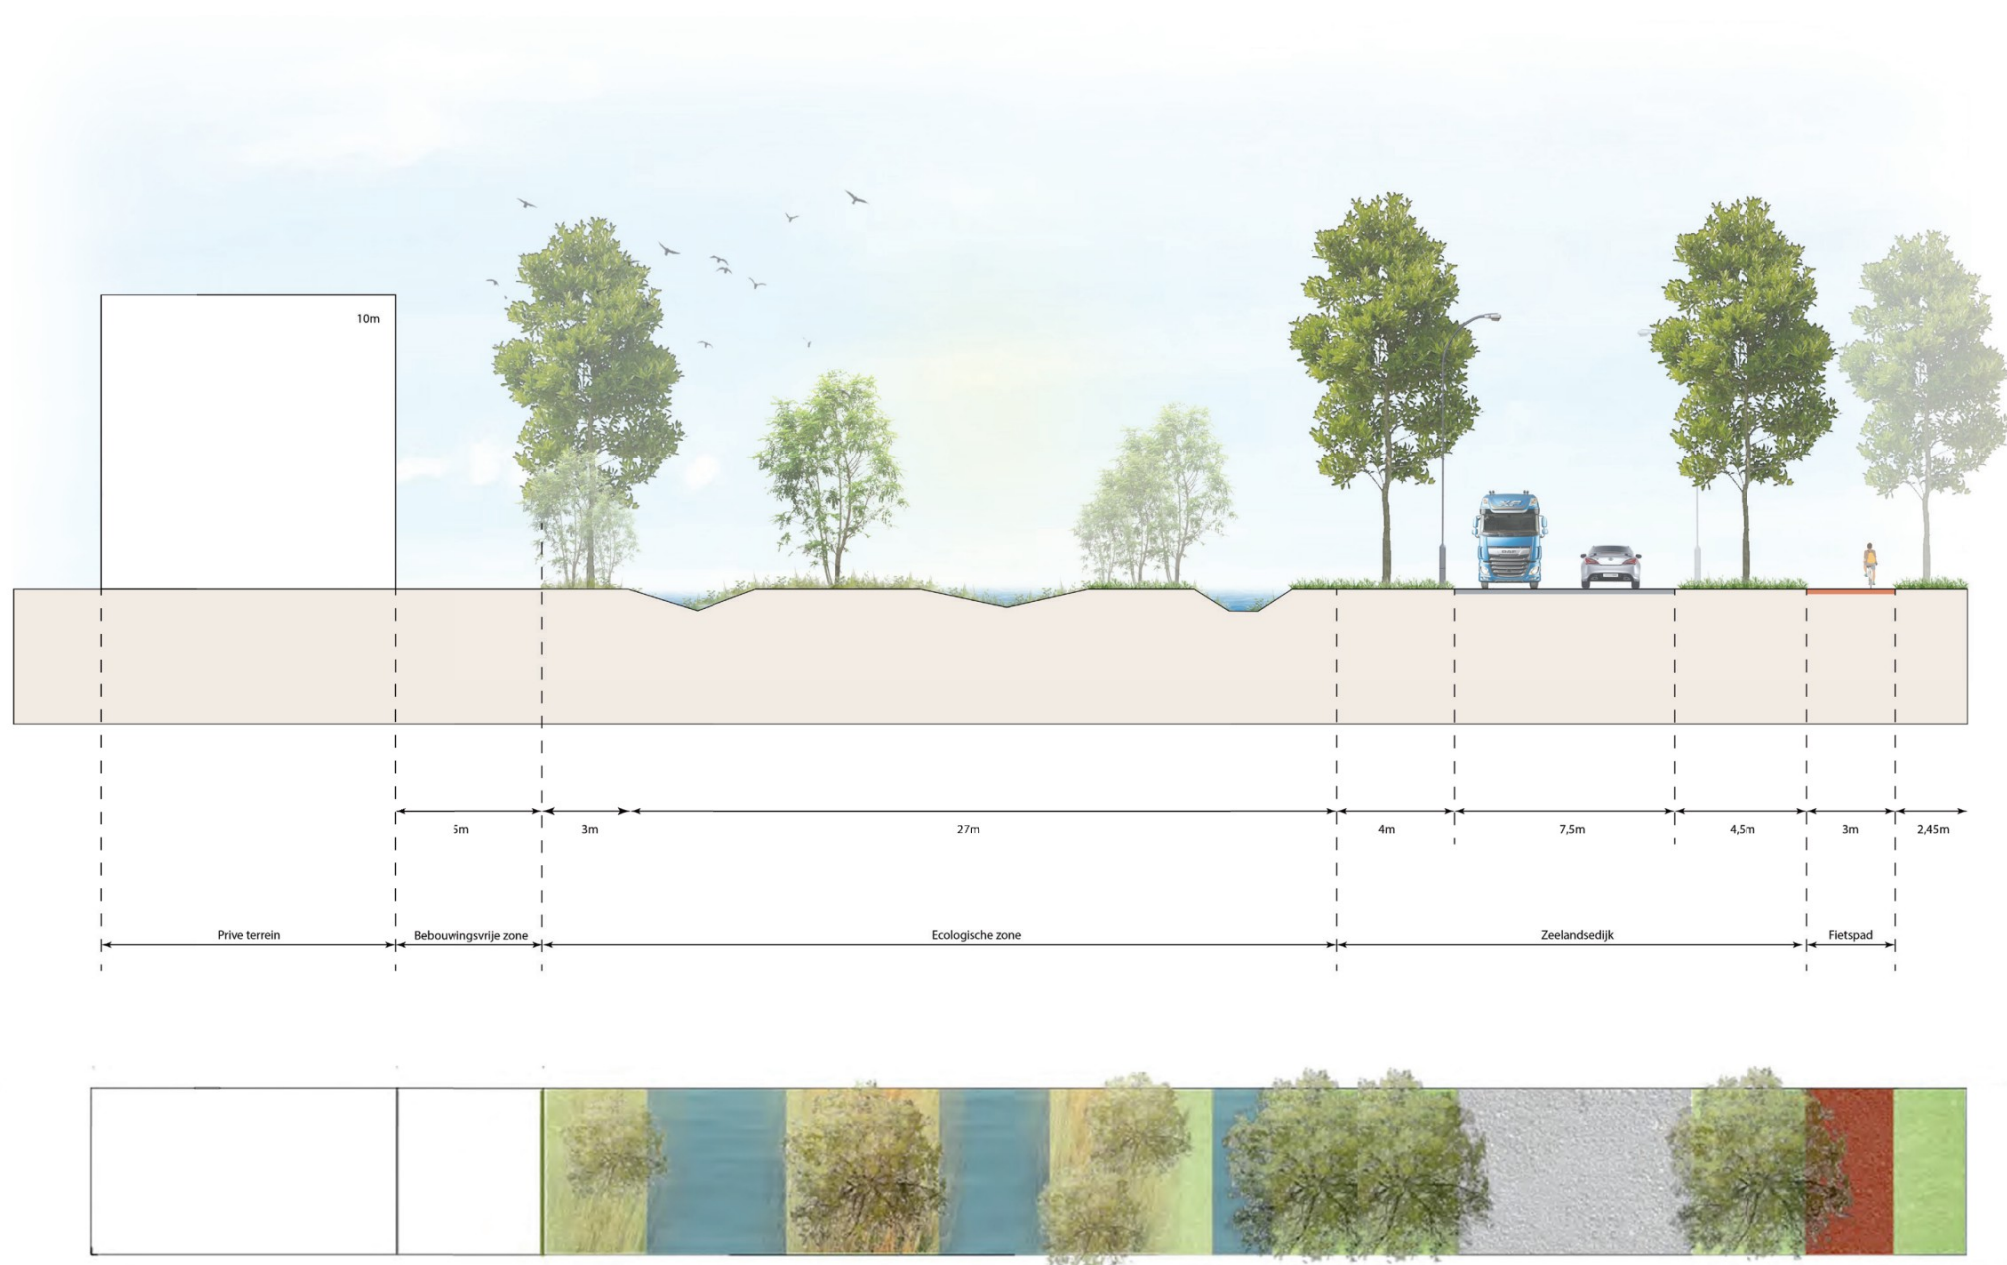 10m
5m
3m
27m
4m
7,5m
4,5m
3m
2,45m
Prive terrein
Bebouwingsvrije zone
Ecologische zone
Zeelandsedijk
Fietspad